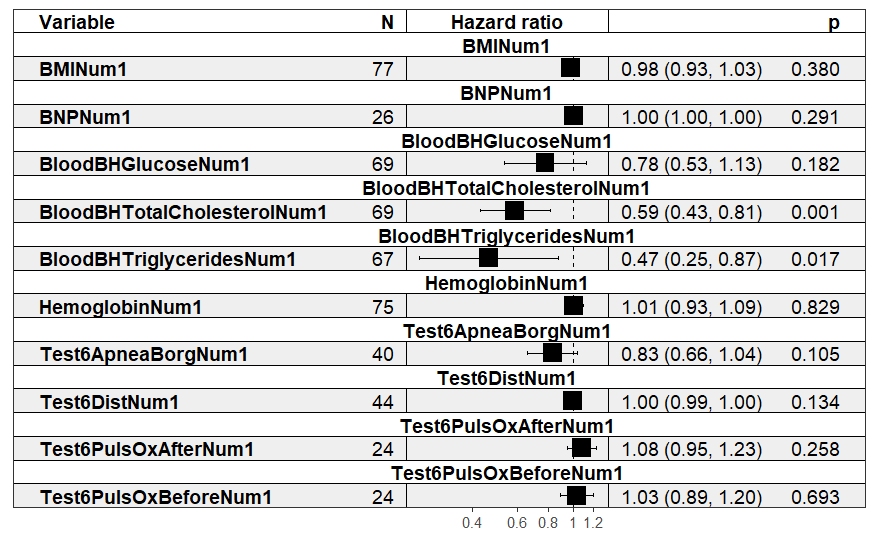 Variable N Hazard ratio p
BMINum1
BMINum1 77 0.98 (0.93, 1.03) 0.380
BNPNum1
BNPNum1 26 1.00 (1.00, 1.00) 0.291
BloodBHGlucoseNum1
BloodBHGlucoseNum1 69 0.78 (0.53, 1.13) 0.182
BloodBHTotalCholesterolNum1
BloodBHTotalCholesterolNum1 69 0.59 (0.43, 0.81) 0.001
BloodBHTriglyceridesNum1
BloodBHTriglyceridesNum1 67 0.47 (0.25, 0.87) 0.017
HemoglobinNum1
HemoglobinNum1 75 1.01 (0.93, 1.09) 0.829
Test6ApneaBorgNum1
Test6ApneaBorgNum1 40 0.83 (0.66, 1.04) 0.105
Test6DistNum1
Test6DistNum1 44 1.00 (0.99, 1.00) 0.134
Test6PulsOxAfterNum1
Test6PulsOxAfterNum1 24 1.08 (0.95, 1.23) 0.258
Test6PulsOxBeforeNum1
Test6PulsOxBeforeNum1 24 1.03 (0.89, 1.20) 0.693
0.4 0.6 0.8 1 1.2